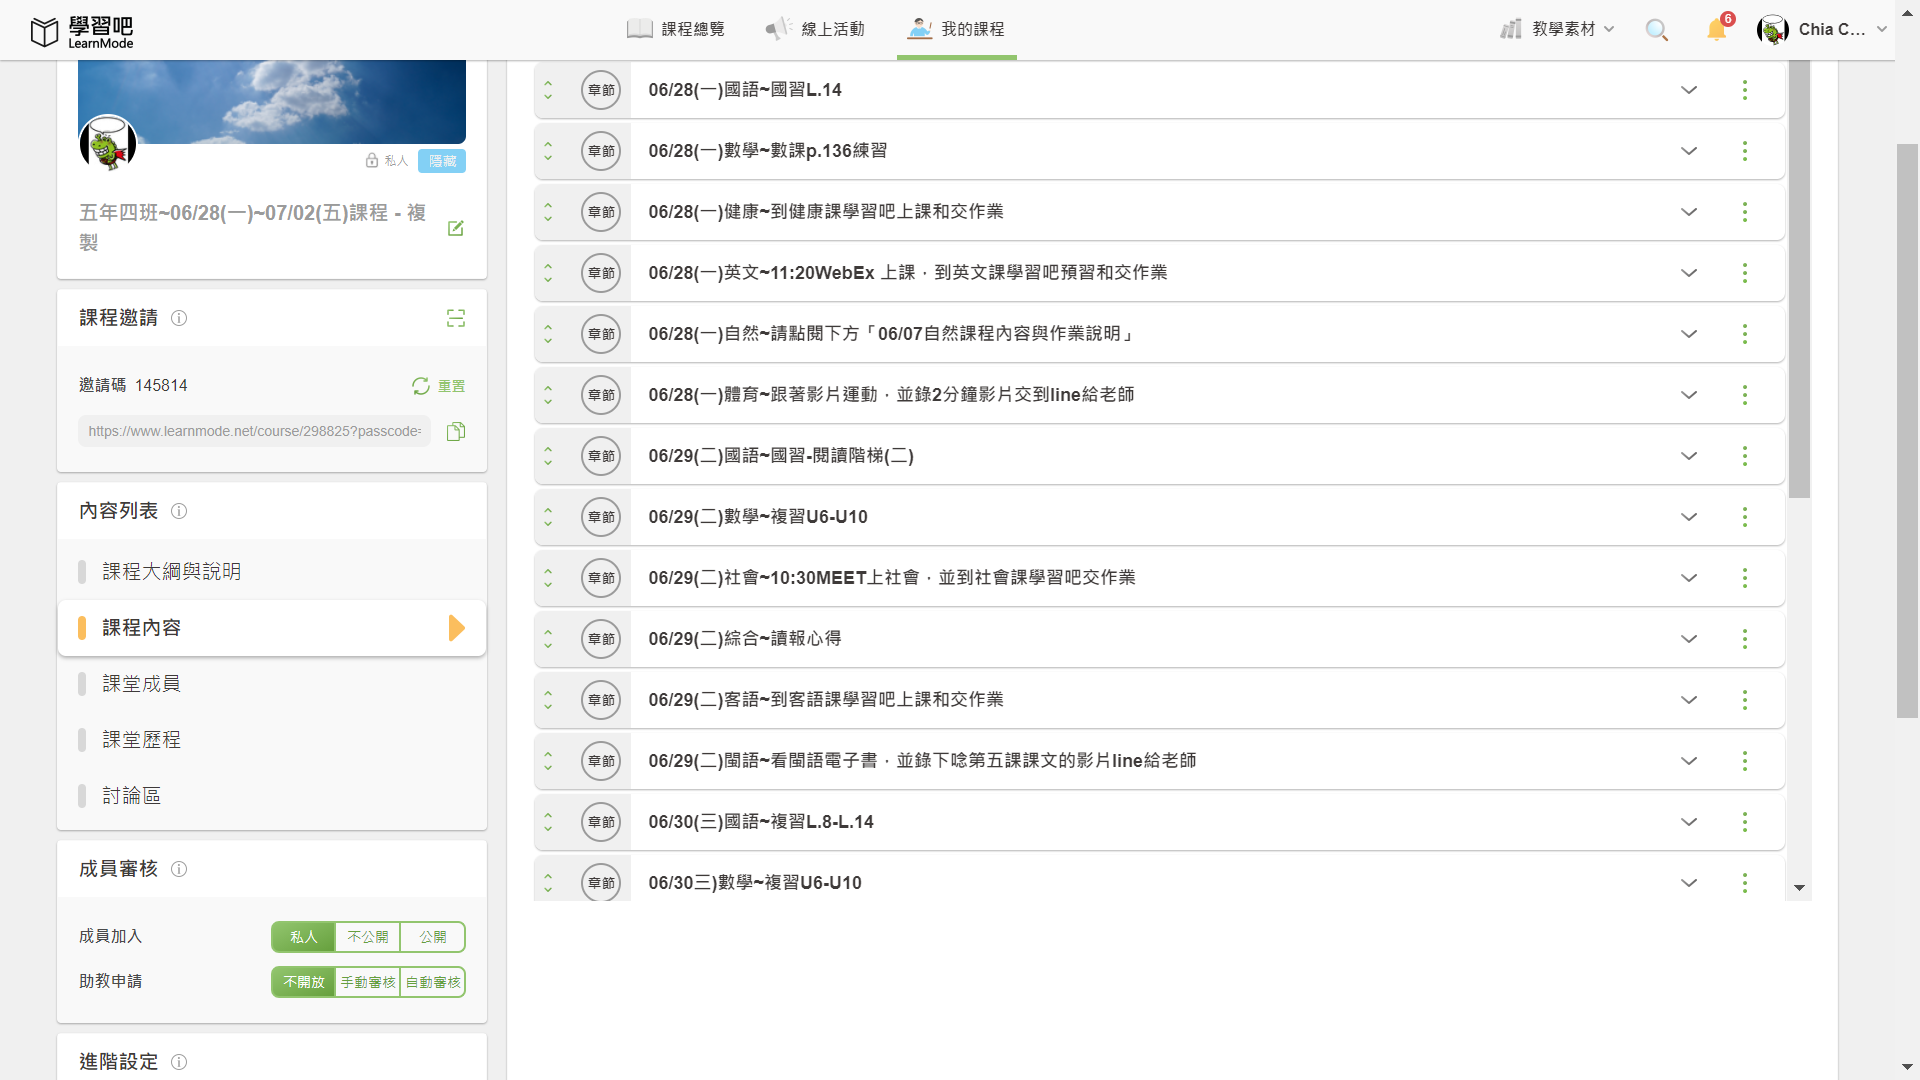 學習吧
LearnMode
課程總覽
線上活動
我的課程
教學素材
6
Chia C...
私人
隱藏
五年四班~06/28(一)~07/02(五)課程 - 複
製
課程邀請
邀請碼 145814
重置
https://www.learnmode.net/course/298825?passcode=
內容列表
課程大綱與說明
課程內容
課堂成員
課堂歷程
討論區
成員審核
成員加入
私人
不公開
公開
助教申請
不開放
手動審核
自動審核
進階設定
章節
06/28(一)國語~國習L.14
章節
06/28(一)數學~數課p.136練習
章節
06/28(一)健康~到健康課學習吧上課和交作業
章節
06/28(一)英文~11:20WebEx 上課，到英文課學習吧預習和交作業
章節
06/28(一)自然~請點閱下方「06/07自然課程內容與作業說明」
章節
06/28(一)體育~跟著影片運動，並錄2分鐘影片交到line給老師
章節
06/29(二)國語~國習-閱讀階梯(二)
章節
06/29(二)數學~複習U6-U10
章節
06/29(二)社會~10:30MEET上社會，並到社會課學習吧交作業
章節
06/29(二)綜合~讀報心得
章節
06/29(二)客語~到客語課學習吧上課和交作業
章節
06/29(二)閩語~看閩語電子書，並錄下唸第五課課文的影片line給老師
章節
06/30(三)國語~複習L.8-L.14
章節
06/30三)數學~複習U6-U10